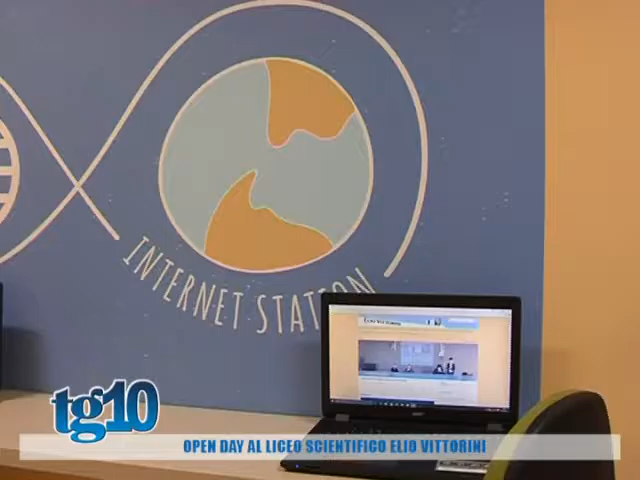 INTERNET STATION
tg10
OPEN DAY AL LICEO SCIENTIFICO ELIO VITTORINI